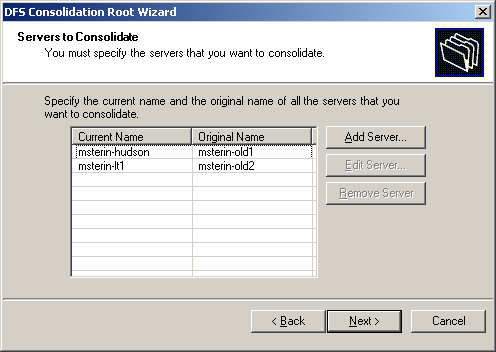 DFS Consolidation Root Wizard
Servers to Consolidate
You must specify the servers that you want to consolidate.
Specify the current name and the original name of all the servers that you
want to consolidate.
Current Name Original Name
msterin-hudson msterin-old1
msterin-lt1 msterin-old2
Add Server...
Edit Server...
Remove Server
< Back Next > Cancel